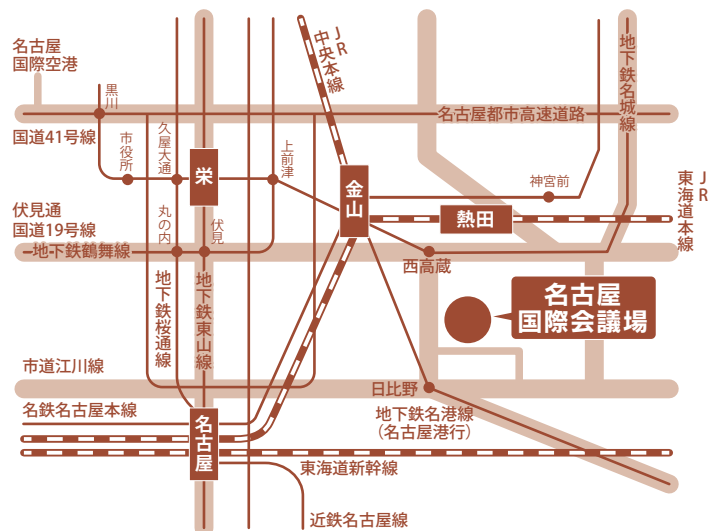 名古屋
国際空港
黒川
国道41号線
市役所
久屋大通
栄
上前津
JR
中央本線
名古屋都市高速道路
地下鉄名城線
金山
神宮前
熱田
JR
東海道本線
伏見通
国道19号線
地下鉄鶴舞線
丸の内
伏見
西高蔵
地下鉄桜通線
地下鉄東山線
名古屋
国際会議場
市道江川線
日比野
名鉄名古屋本線
地下鉄名港線
(名古屋港行)
名古屋
東海道新幹線
近鉄名古屋線